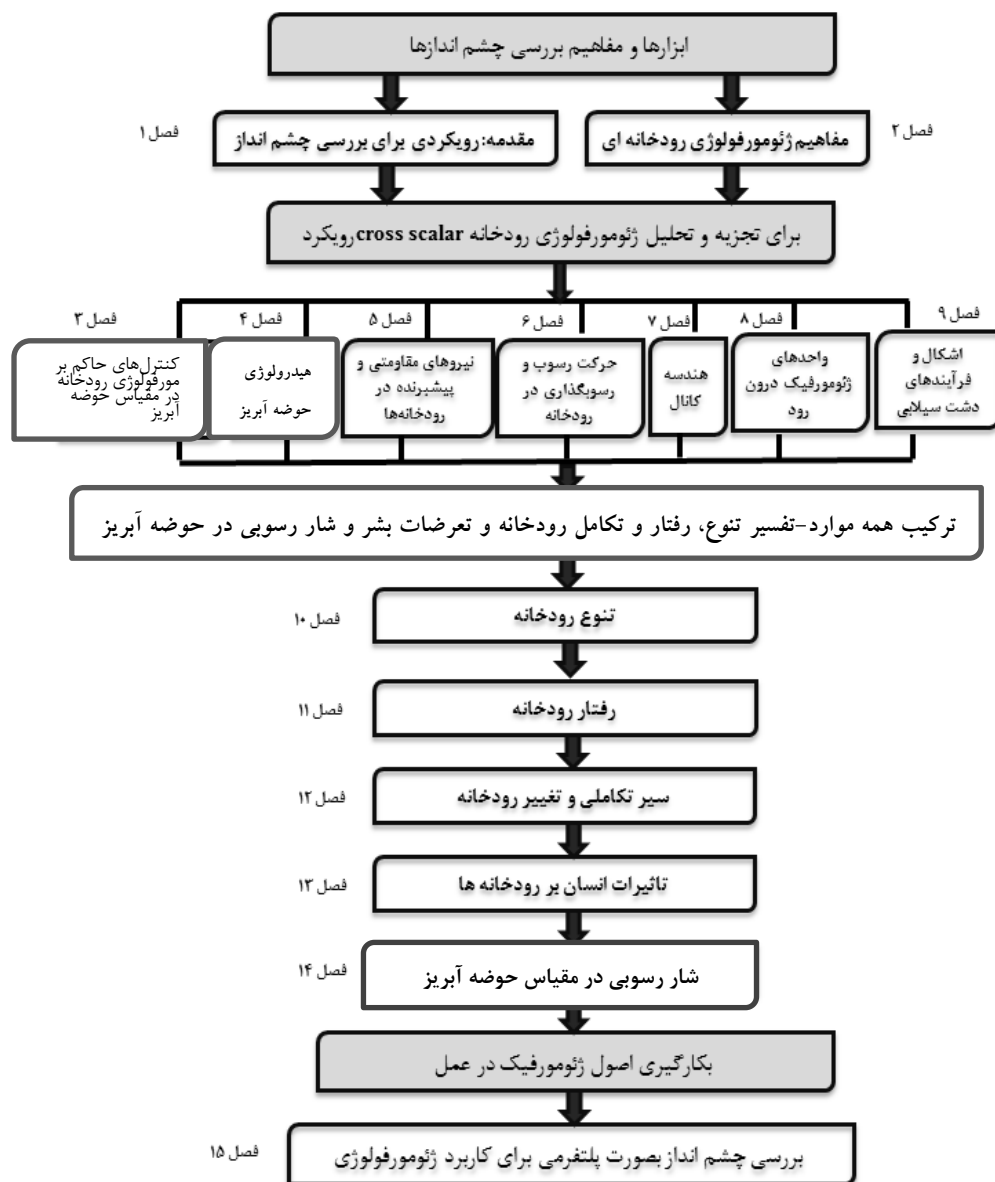 ابزارها و مفاهیم بررسی چشم اندازها
فصل ۱
مقدمه: رویکردی برای بررسی چشم انداز
مفاهیم ژئومورفولوژی رودخانه ای
فصل ۲
برای تجزیه و تحلیل ژئومورفولوژی رودخانه cross scalar رویکرد
فصل ۳
کنترل‌های حاکم بر
مورفولوژی رودخانه
در مقیاس حوضه
آبریز
فصل ۴
هیدرولوژی
حوضه آبریز
فصل ۵
نیروهای مقاومتی و
پیشبرنده در
رودخانه‌ها
فصل ۶
حرکت رسوب و
رسوبگذاری در
رودخانه
فصل ۷
هندسه
کانال
فصل ۸
واحدهای
ژئومورفیک درون
رود
فصل ۹
اشکال و
فرآیندهای
دشت سیلابی
ترکیب همه موارد-تفسیر تنوع، رفتار و تکامل رودخانه و تعرضات بشر و شار رسوبی در حوضه آبریز
تنوع رودخانه
فصل ۱۰
رفتار رودخانه
فصل ۱۱
سیر تکاملی و تغییر رودخانه
فصل ۱۲
تاثیرات انسان بر رودخانه ها
فصل ۱۳
شار رسوبی در مقیاس حوضه آبریز
فصل ۱۴
بکارگیری اصول ژئومورفیک در عمل
بررسی چشم انداز بصورت پلتفرمی برای کاربرد ژئومورفولوژی
فصل ۱۵